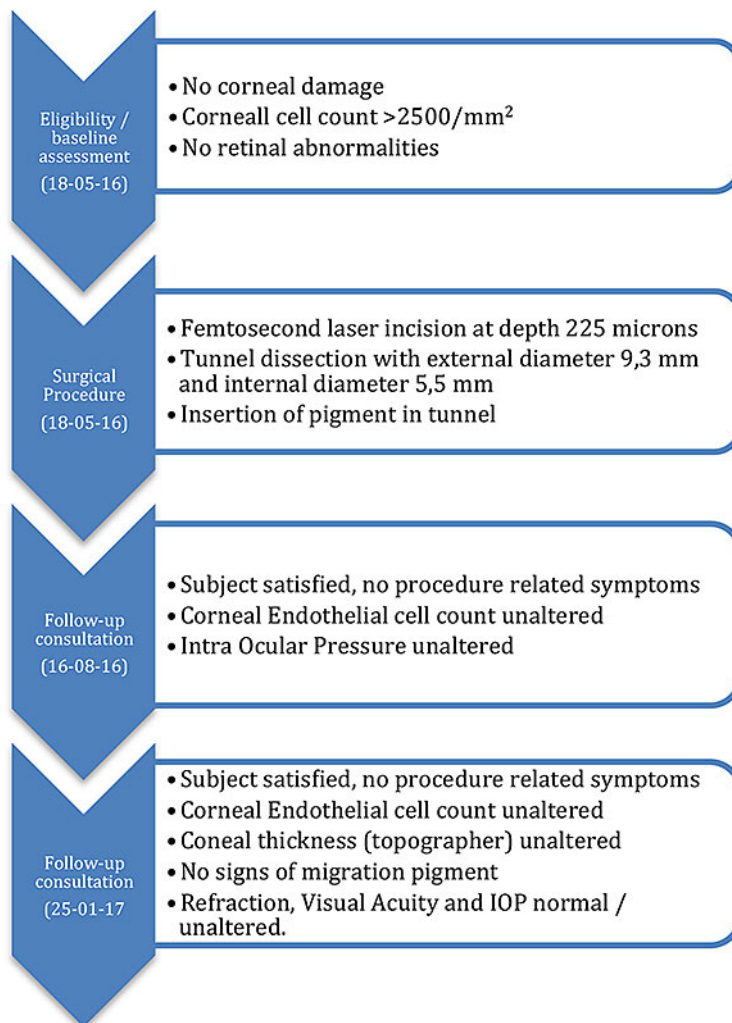 Eligibility /
baseline
assessment
(18-05-16)
• No corneal damage
• Corneall cell count >2500/mm²
• No retinal abnormalities
Surgical
Procedure
(18-05-16)
• Femtosecond laser incision at depth 225 microns
• Tunnel dissection with external diameter 9,3 mm
and internal diameter 5,5 mm
• Insertion of pigment in tunnel
Follow-up
consultation
(16-08-16)
• Subject satisfied, no procedure related symptoms
• Corneal Endothelial cell count unaltered
• Intra Ocular Pressure unaltered
Follow-up
consultation
(25-01-17
• Subject satisfied, no procedure related symptoms
• Corneal Endothelial cell count unaltered
• Coneal thickness (topographer) unaltered
• No signs of migration pigment
• Refraction, Visual Acuity and IOP normal /
unaltered.